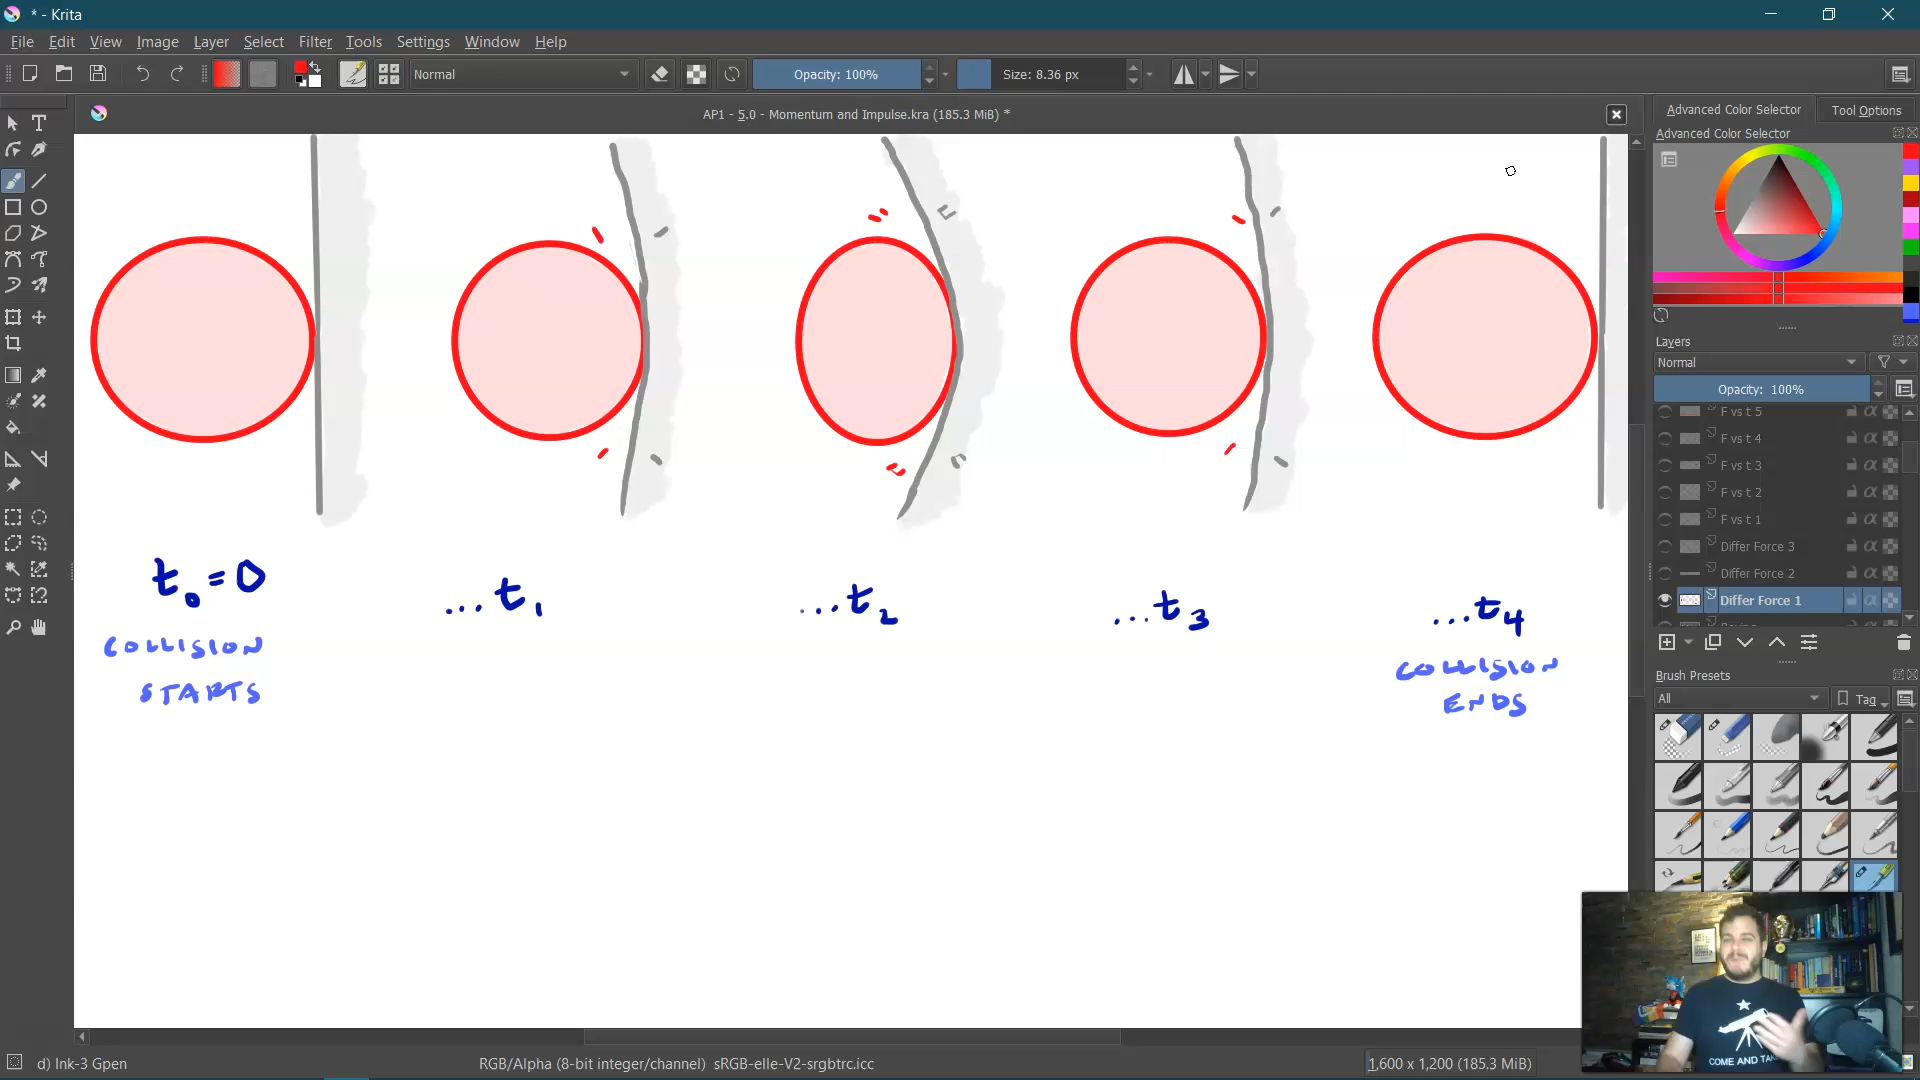 * - Krita
File Edit View Image Layer Select Filter Tools Settings Window Help
Normal
Opacity: 100%
Size: 8.36 px
AP1 - 5.0 - Momentum and Impulse.kra (185.3 MiB) *
Advanced Color Selector
Tool Options
Advanced Color Selector
Layers
Normal
Opacity: 100%
F vs t 5
F vs t 4
F vs t 3
F vs t 2
F vs t 1
Differ Force 3
Differ Force 2
Differ Force 1
Brush Presets
All
Tag
t₀ = 0
COLLISION
STARTS
...t₁
...t₂
...t₃
...t₄
COLLISION
ENDS
COME AND TAKE
d) Ink-3 Gpen
RGB/Alpha (8-bit integer/channel) sRGB-elle-V2-srgbtrc.icc
1,600 x 1,200 (185.3 MiB)